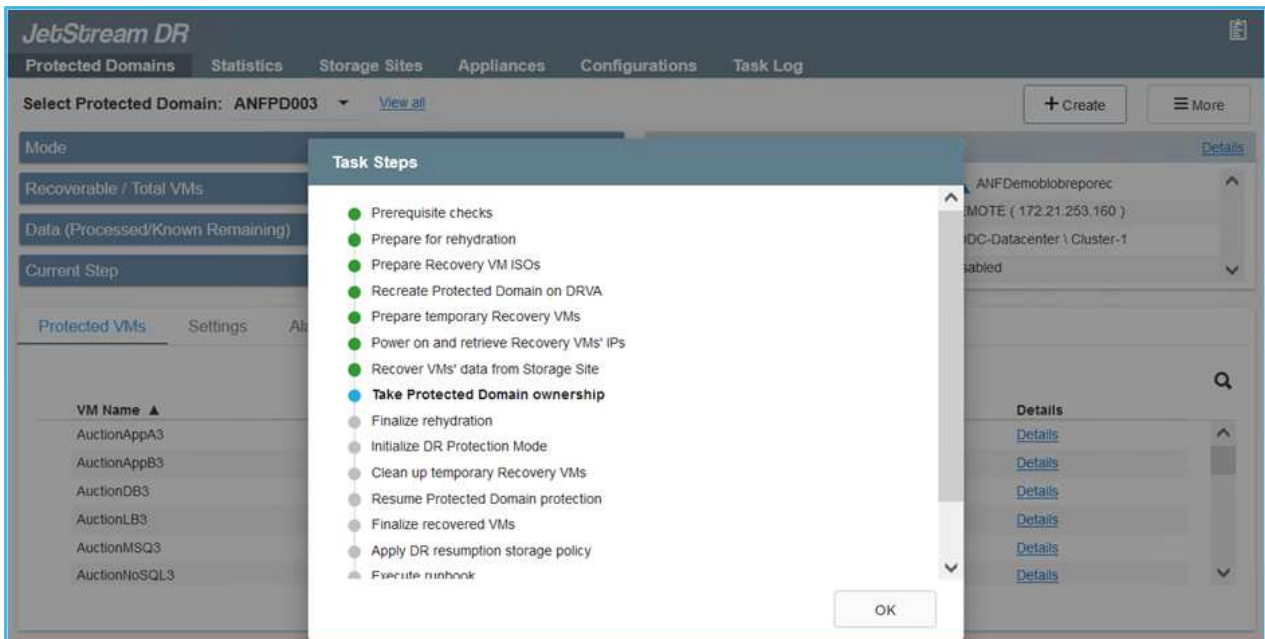 JetStream DR
Protected Domains Statistics Storage Sites Appliances Configurations Task Log
Select Protected Domain: ANFPD003 View all + Create More
Mode Details
Recoverable / Total VMs
Data (Processed/Known Remaining)
Current Step
ANFDemoblobreporec
MOTE ( 172.21.253.160 )
DC-Datacenter \ Cluster-1
abled
Task Steps
Prerequisite checks
Prepare for rehydration
Prepare Recovery VM ISOs
Recreate Protected Domain on DRVA
Prepare temporary Recovery VMs
Power on and retrieve Recovery VMs' IPs
Recover VMs' data from Storage Site
Take Protected Domain ownership
Finalize rehydration
Initialize DR Protection Mode
Clean up temporary Recovery VMs
Resume Protected Domain protection
Finalize recovered VMs
Apply DR resumption storage policy
Execute runbook
OK
Protected VMs Settings Al
VM Name ▲ Details
AuctionAppA3 Details
AuctionAppB3 Details
AuctionDB3 Details
AuctionLB3 Details
AuctionMSQ3 Details
AuctionNoSQL3 Details